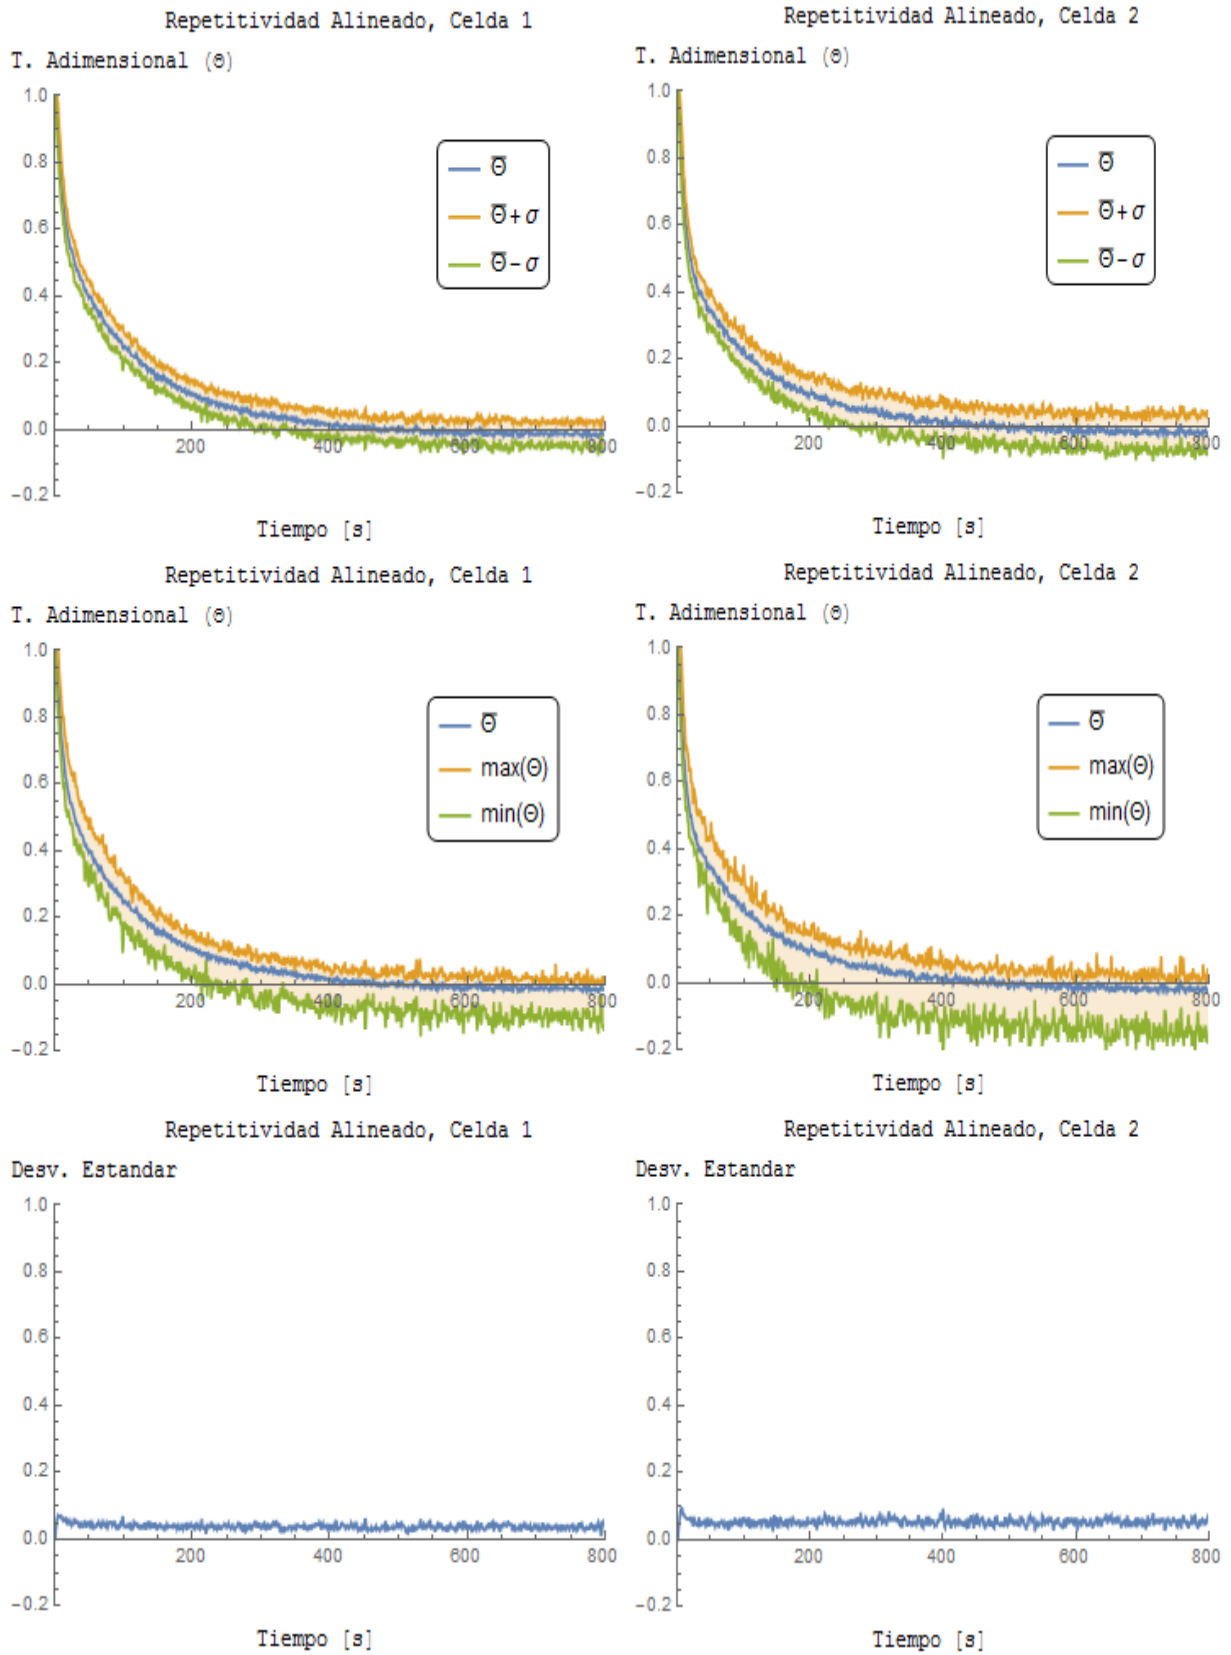 Repetitividad Alineado, Celda 1
T. Adimensional (Θ)
1.0
0.8
0.6
0.4
0.2
0.0
−0.2
200
400
600
800
Θ̅
Θ̅+σ
Θ̅−σ
Tiempo [s]
Repetitividad Alineado, Celda 2
T. Adimensional (Θ)
1.0
0.8
0.6
0.4
0.2
0.0
−0.2
200
400
600
800
Θ̅
Θ̅+σ
Θ̅−σ
Tiempo [s]
Repetitividad Alineado, Celda 1
T. Adimensional (Θ)
1.0
0.8
0.6
0.4
0.2
0.0
−0.2
200
400
600
800
Θ̅
max(Θ)
min(Θ)
Tiempo [s]
Repetitividad Alineado, Celda 2
T. Adimensional (Θ)
1.0
0.8
0.6
0.4
0.2
0.0
−0.2
200
400
600
800
Θ̅
max(Θ)
min(Θ)
Tiempo [s]
Repetitividad Alineado, Celda 1
Desv. Estandar
1.0
0.8
0.6
0.4
0.2
0.0
−0.2
200
400
600
800
Tiempo [s]
Repetitividad Alineado, Celda 2
Desv. Estandar
1.0
0.8
0.6
0.4
0.2
0.0
−0.2
200
400
600
800
Tiempo [s]